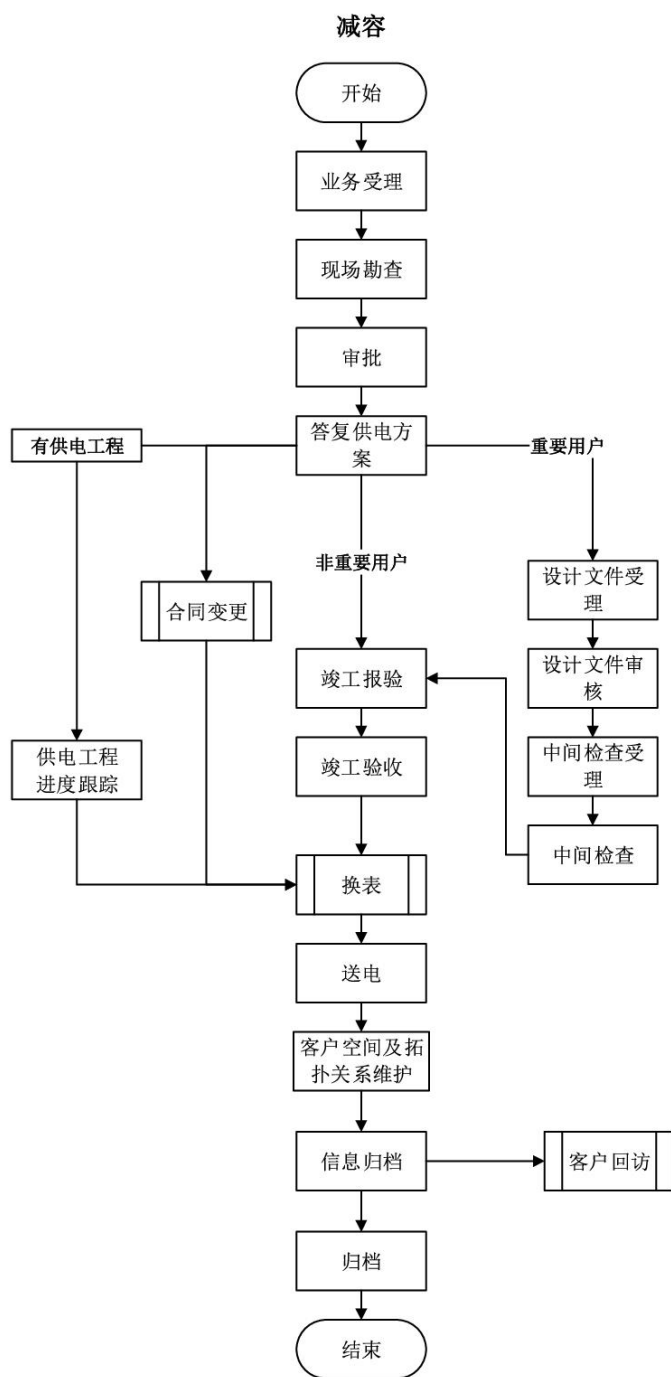 减容
开始
业务受理
现场勘查
审批
答复供电方
案
有供电工程
重要用户
非重要用户
合同变更
设计文件受
理
设计文件审
核
竣工报验
中间检查受
理
供电工程
进度跟踪
竣工验收
中间检查
换表
送电
客户空间及拓
扑关系维护
信息归档
客户回访
归档
结束